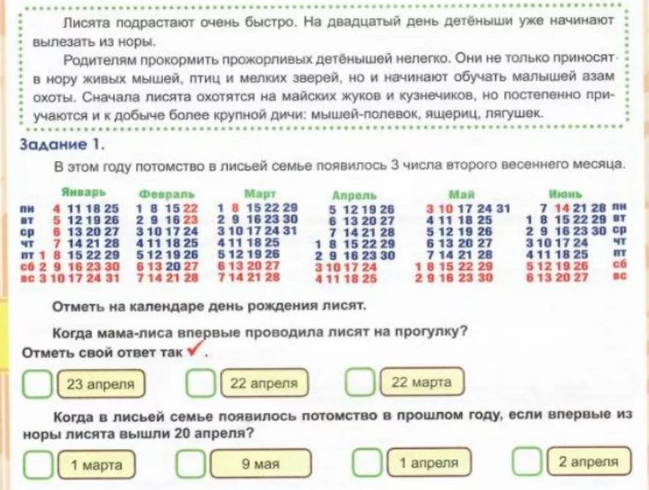 Лисята подрастают очень быстро. На двадцатый день детёныши уже начинают
вылезать из норы.
Родителям прокормить прожорливых детёнышей нелегко. Они не только приносят
в нору живых мышей, птиц и мелких зверей, но и начинают обучать малышей азам
охоты. Сначала лисята охотятся на майских жуков и кузнечиков, но постепенно при-
учаются и к добыче более крупной дичи: мышей-полевок, ящериц, лягушек.
Задание 1.
В этом году потомство в лисьей семье появилось 3 числа второго весеннего месяца.
Январь Февраль Март Апрель Май Июнь
пн 4 11 18 25 1 8 15 22 1 8 15 22 29 5 12 19 26 3 10 17 24 31 7 14 21 28 пн
вт 5 12 19 26 2 9 16 23 2 9 16 23 30 6 13 20 27 4 11 18 25 1 8 15 22 29 вт
ср 6 13 20 27 3 10 17 24 3 10 17 24 31 7 14 21 28 5 12 19 26 2 9 16 23 30 ср
чт 7 14 21 28 4 11 18 25 4 11 18 25 1 8 15 22 29 6 13 20 27 3 10 17 24 чт
пт 1 8 15 22 29 5 12 19 26 5 12 19 26 2 9 16 23 30 7 14 21 28 4 11 18 25 пт
сб 2 9 16 23 30 6 13 20 27 6 13 20 27 3 10 17 24 1 8 15 22 29 5 12 19 26 сб
вс 3 10 17 24 31 7 14 21 28 7 14 21 28 4 11 18 25 2 9 16 23 30 6 13 20 27 вс
Отметь на календаре день рождения лисят.
Когда мама-лиса впервые проводила лисят на прогулку?
Отметь свой ответ так ✓.
23 апреля 22 апреля 22 марта
Когда в лисьей семье появилось потомство в прошлом году, если впервые из
норы лисята вышли 20 апреля?
1 марта 9 мая 1 апреля 2 апреля